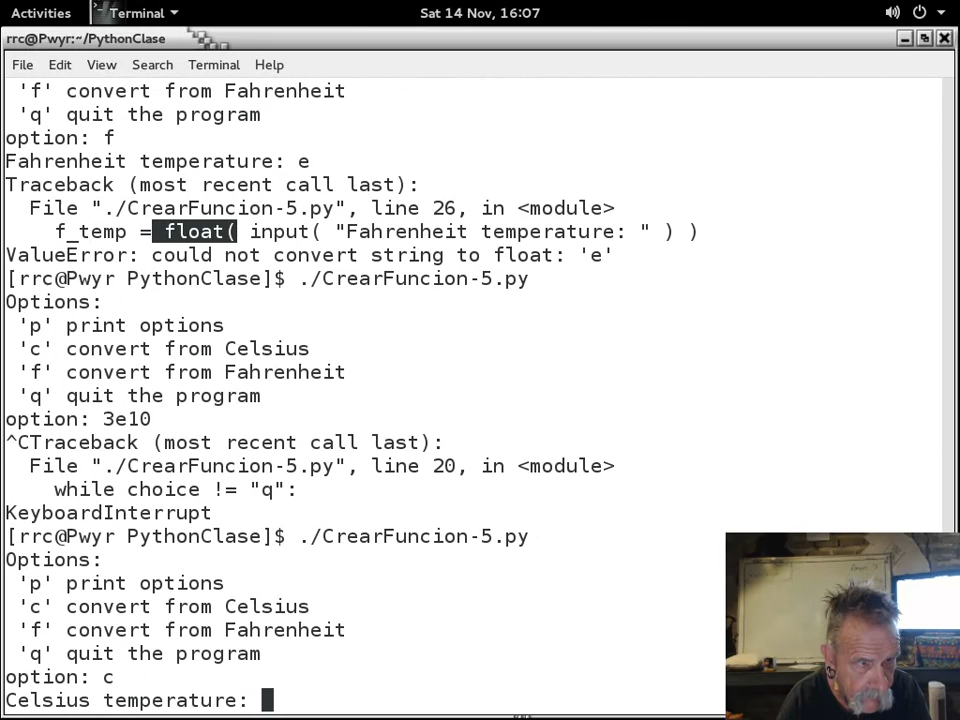 Activities Terminal Sat 14 Nov, 16:07
rrc@Pwyr:~/PythonClase
File Edit View Search Terminal Help
'f' convert from Fahrenheit
'q' quit the program
option: f
Fahrenheit temperature: e
Traceback (most recent call last):
File "./CrearFuncion-5.py", line 26, in <module>
f_temp = float( input( "Fahrenheit temperature: " ) )
ValueError: could not convert string to float: 'e'
[rrc@Pwyr PythonClase]$ ./CrearFuncion-5.py
Options:
'p' print options
'c' convert from Celsius
'f' convert from Fahrenheit
'q' quit the program
option: 3e10
^CTraceback (most recent call last):
File "./CrearFuncion-5.py", line 20, in <module>
while choice != "q":
KeyboardInterrupt
[rrc@Pwyr PythonClase]$ ./CrearFuncion-5.py
Options:
'p' print options
'c' convert from Celsius
'f' convert from Fahrenheit
'q' quit the program
option: c
Celsius temperature: